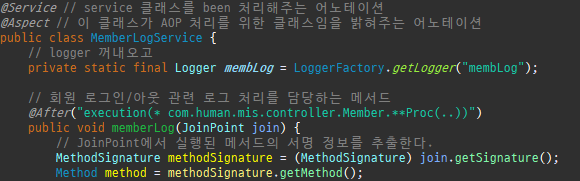 @Service // service 클래스를 been 처리해주는 어노테이션
@Aspect // 이 클래스가 AOP 처리를 위한 클래스임을 밝혀주는 어노테이션
public class MemberLogService {
// logger 꺼내오고
private static final Logger membLog = LoggerFactory.getLogger("membLog");
// 회원 로그인/아웃 관련 로그 처리를 담당하는 메서드
@After("execution(* com.human.mis.controller.Member.**Proc(..))")
public void memberLog(JoinPoint join) {
// JoinPoint에서 실행된 메서드의 서명 정보를 추출한다.
MethodSignature methodSignature = (MethodSignature) join.getSignature();
Method method = methodSignature.getMethod();